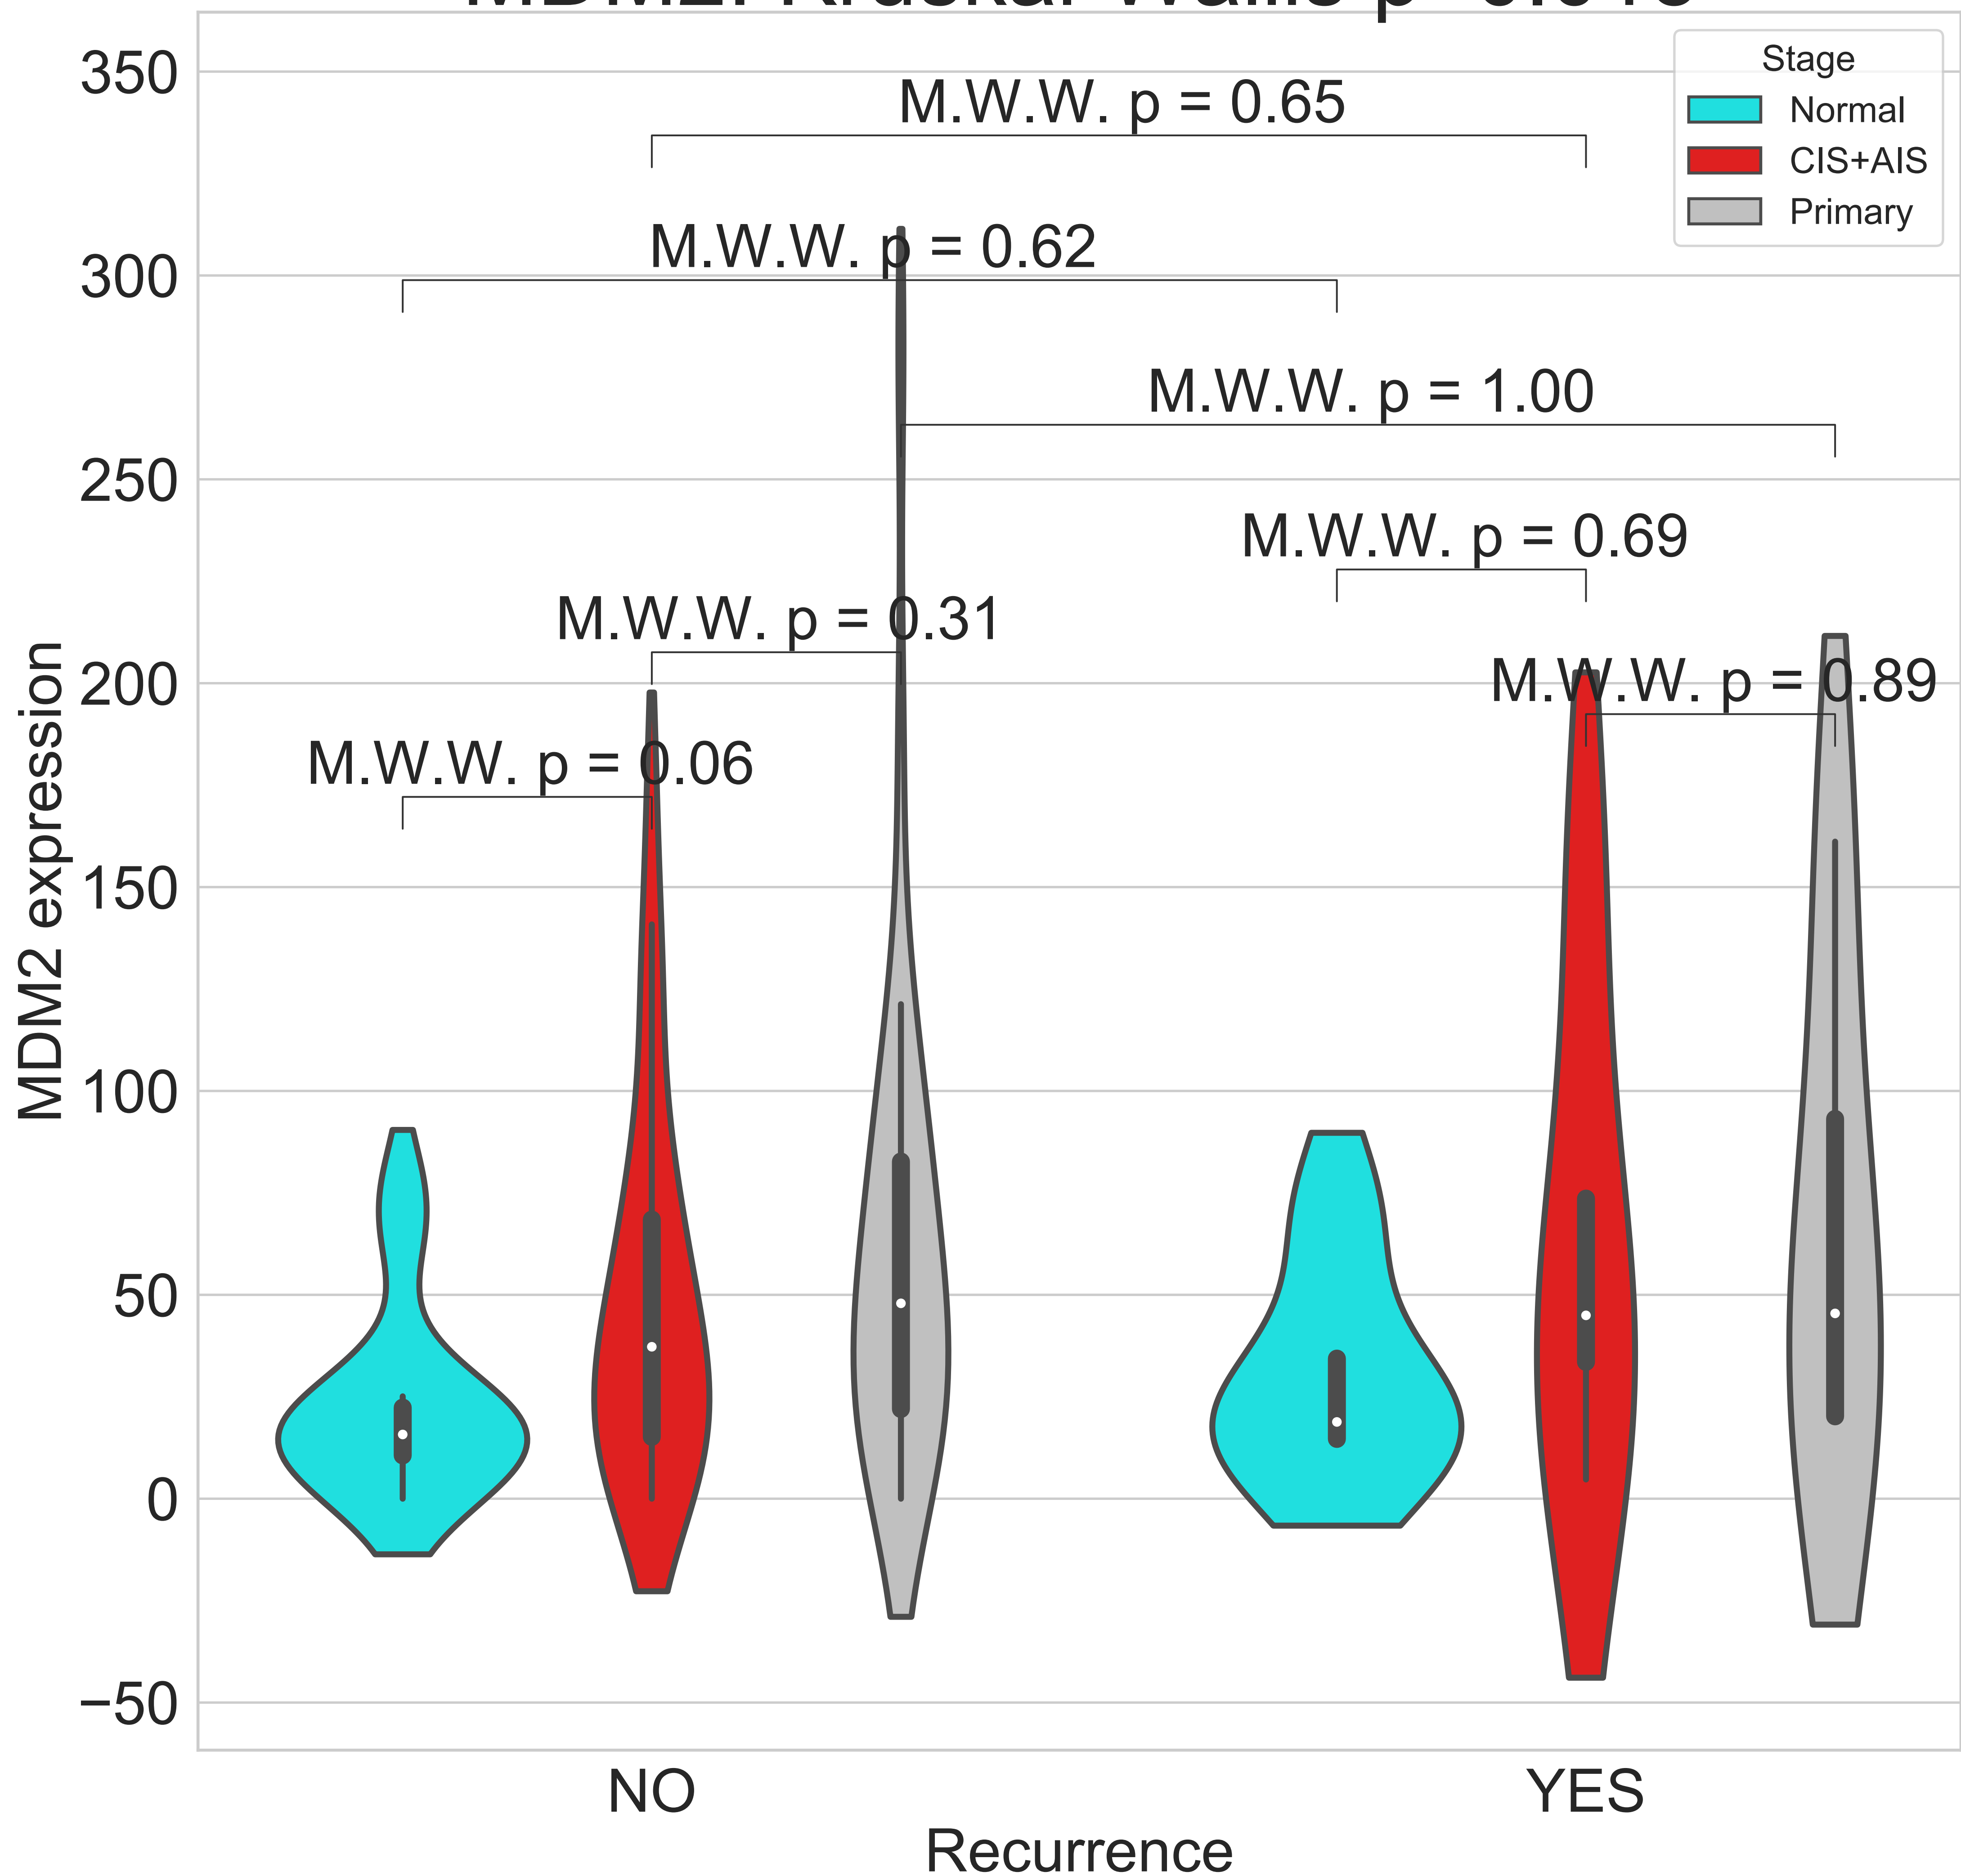 Stage
350
M.W.W. p = 0.65
Normal
CIS+AIS
Primary
M.W.W. p = 0.62
300
M.W.W. p = 1.00
250
M.W.W. p = 0.69
M.W.W. p = 0.31
200
M.W.W. p = 0.89
M.W.W. p = 0.06
MDM2 expression
150
100
50
0
−50
NO
YES
Recurrence